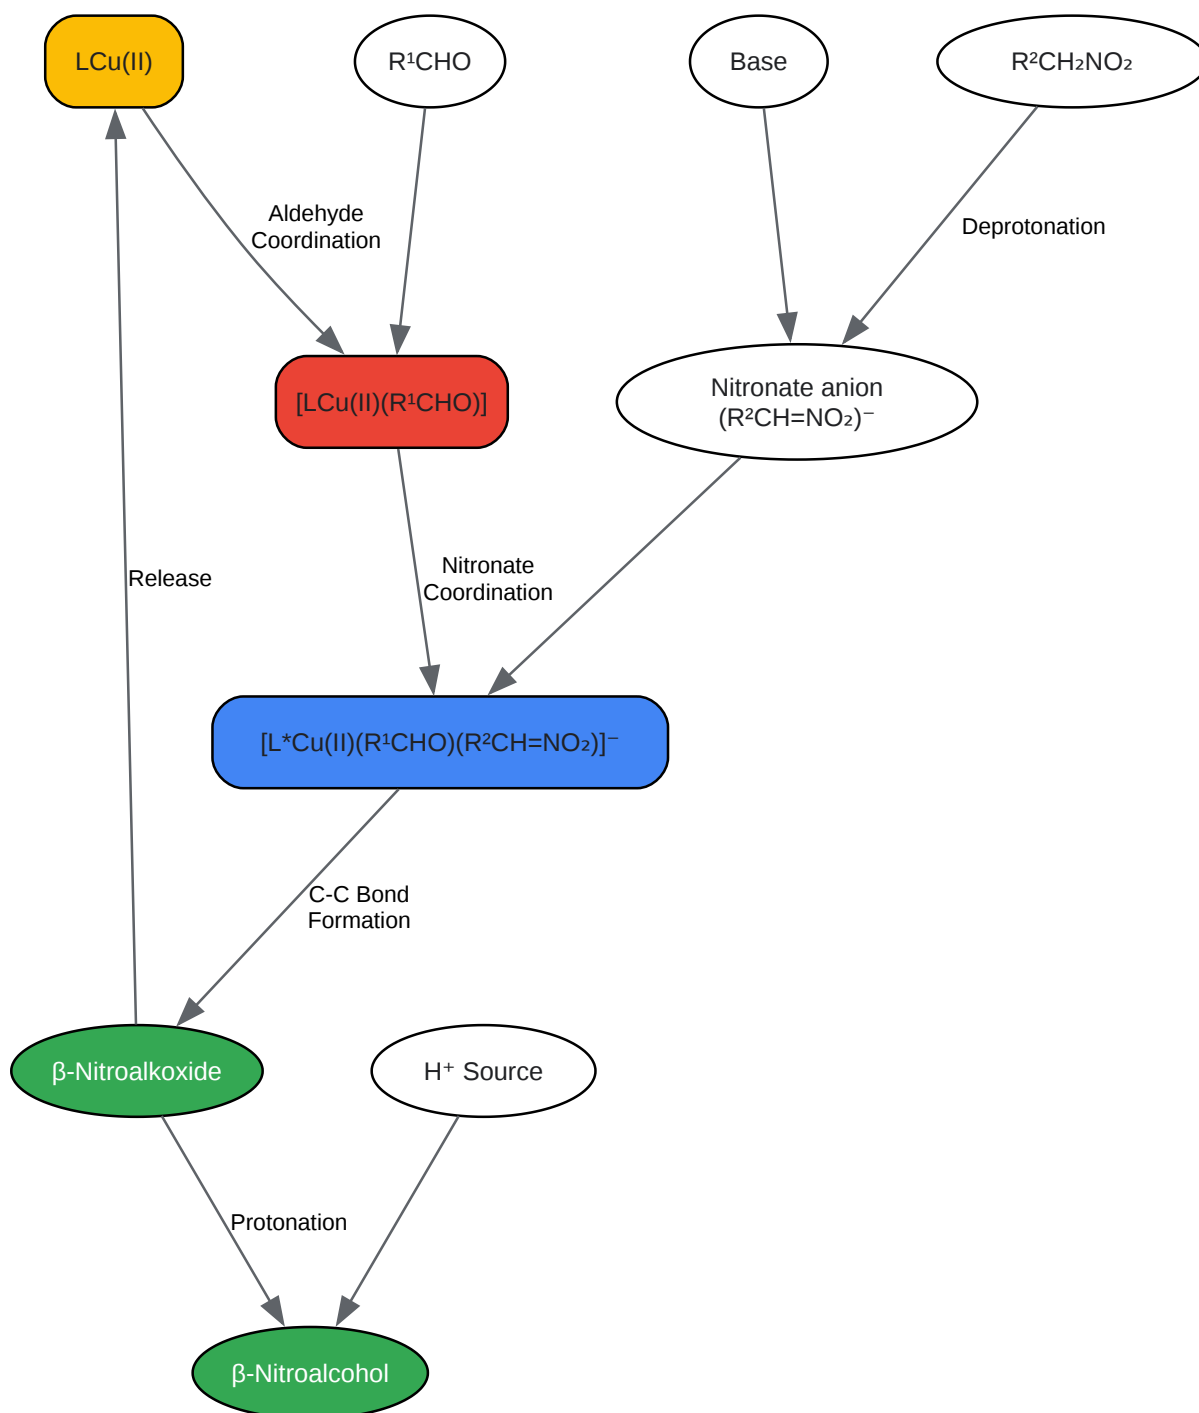 LCu(II)
R¹CHO
Base
R²CH₂NO₂
Aldehyde
Coordination
Deprotonation
[LCu(II)(R¹CHO)]
Nitronate anion
(R²CH=NO₂)⁻
Nitronate
Coordination
Release
[L*Cu(II)(R¹CHO)(R²CH=NO₂)]⁻
C-C Bond
Formation
β-Nitroalkoxide
H⁺ Source
Protonation
β-Nitroalcohol